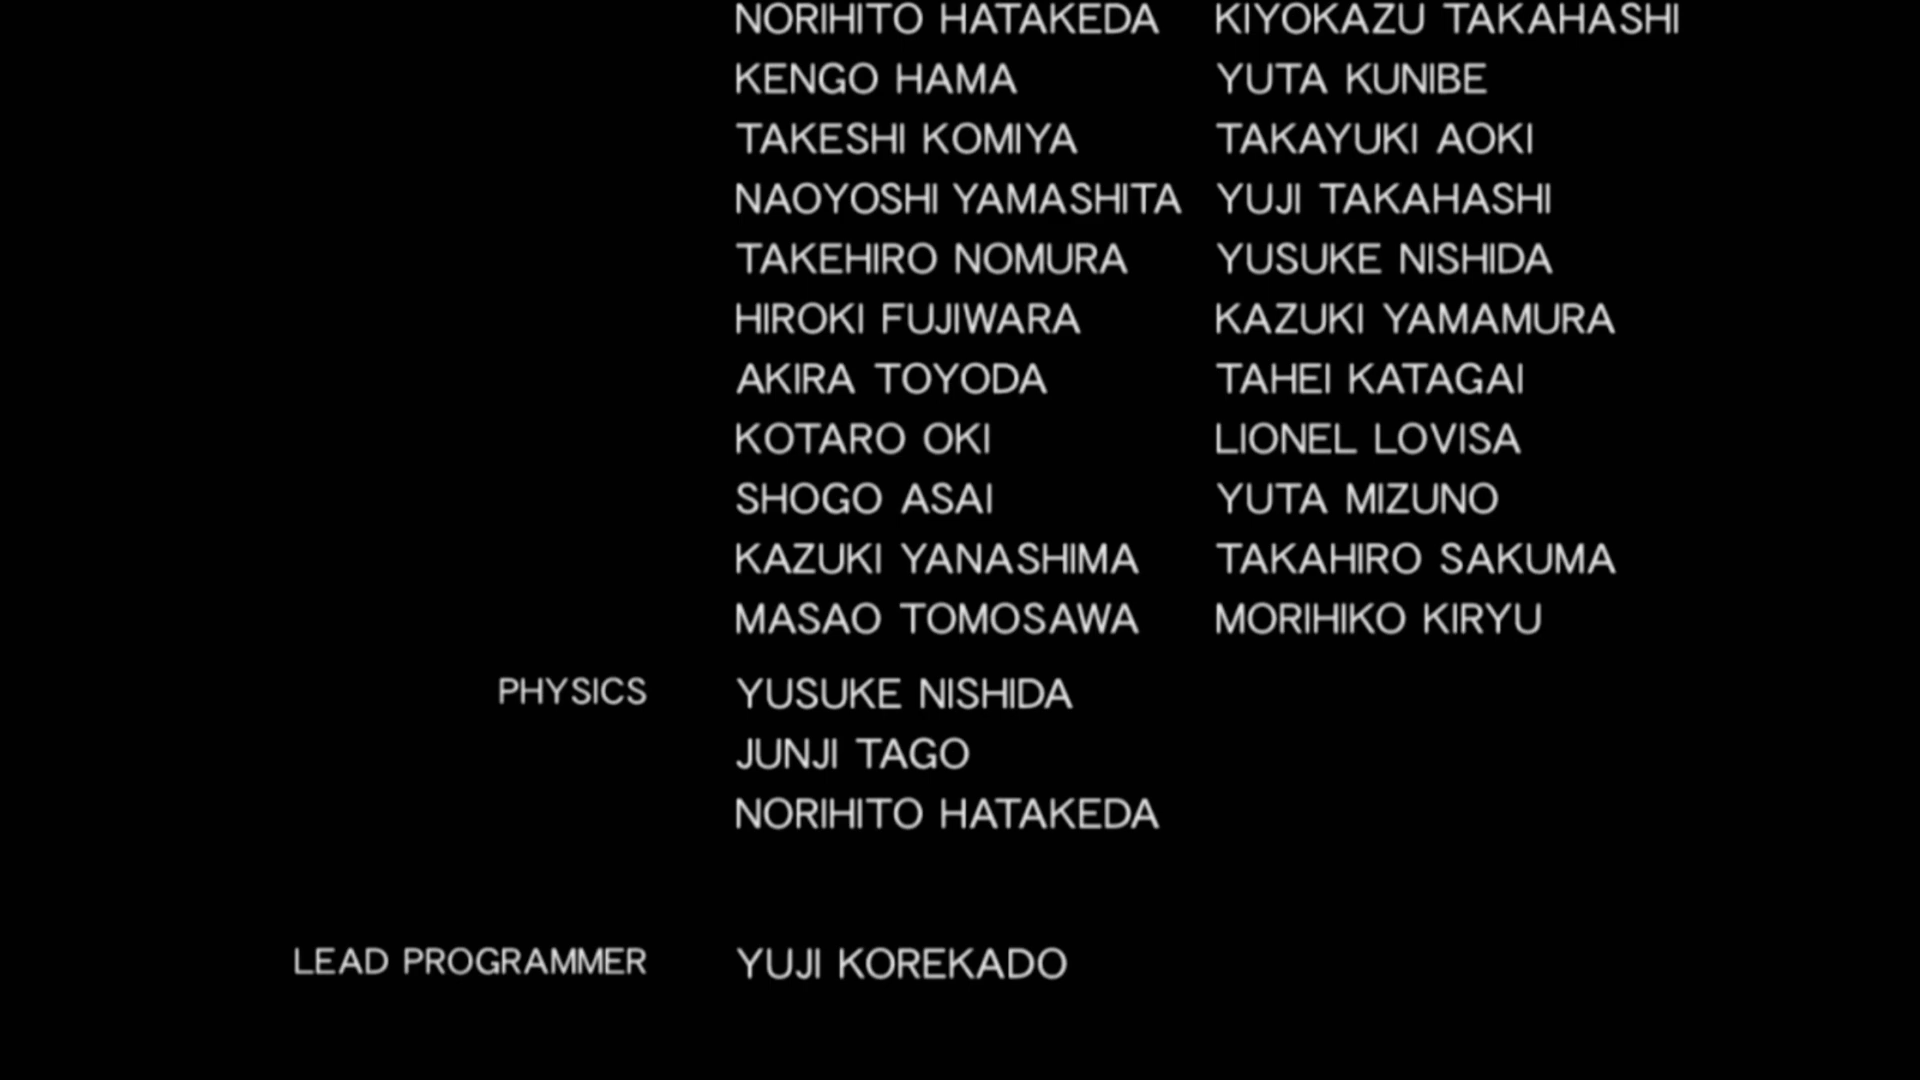 NORIHITO HATAKEDA KIYOKAZU TAKAHASHI
KENGO HAMA YUTA KUNIBE
TAKESHI KOMIYA TAKAYUKI AOKI
NAOYOSHI YAMASHITA YUJI TAKAHASHI
TAKEHIRO NOMURA YUSUKE NISHIDA
HIROKI FUJIWARA KAZUKI YAMAMURA
AKIRA TOYODA TAHEI KATAGAI
KOTARO OKI LIONEL LOVISA
SHOGO ASAI YUTA MIZUNO
KAZUKI YANASHIMA TAKAHIRO SAKUMA
MASAO TOMOSAWA MORIHIKO KIRYU
PHYSICS YUSUKE NISHIDA
JUNJI TAGO
NORIHITO HATAKEDA
LEAD PROGRAMMER YUJI KOREKADO